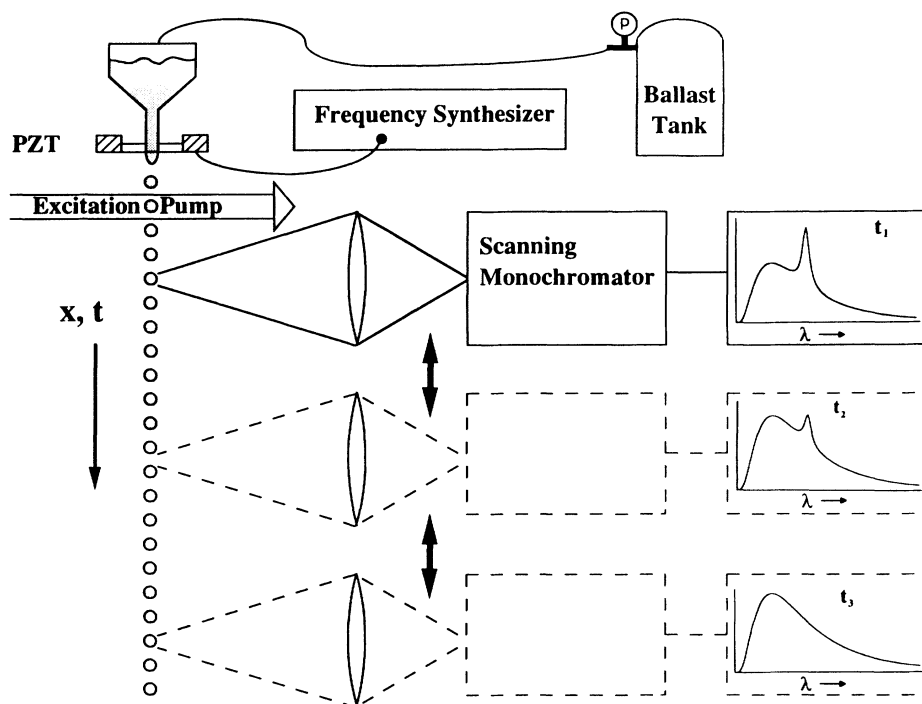 P
Ballast
Tank
Frequency Synthesizer
PZT
Excitation Pump
Scanning
Monochromator
t₁
λ
x, t
t₂
λ
t₃
λ